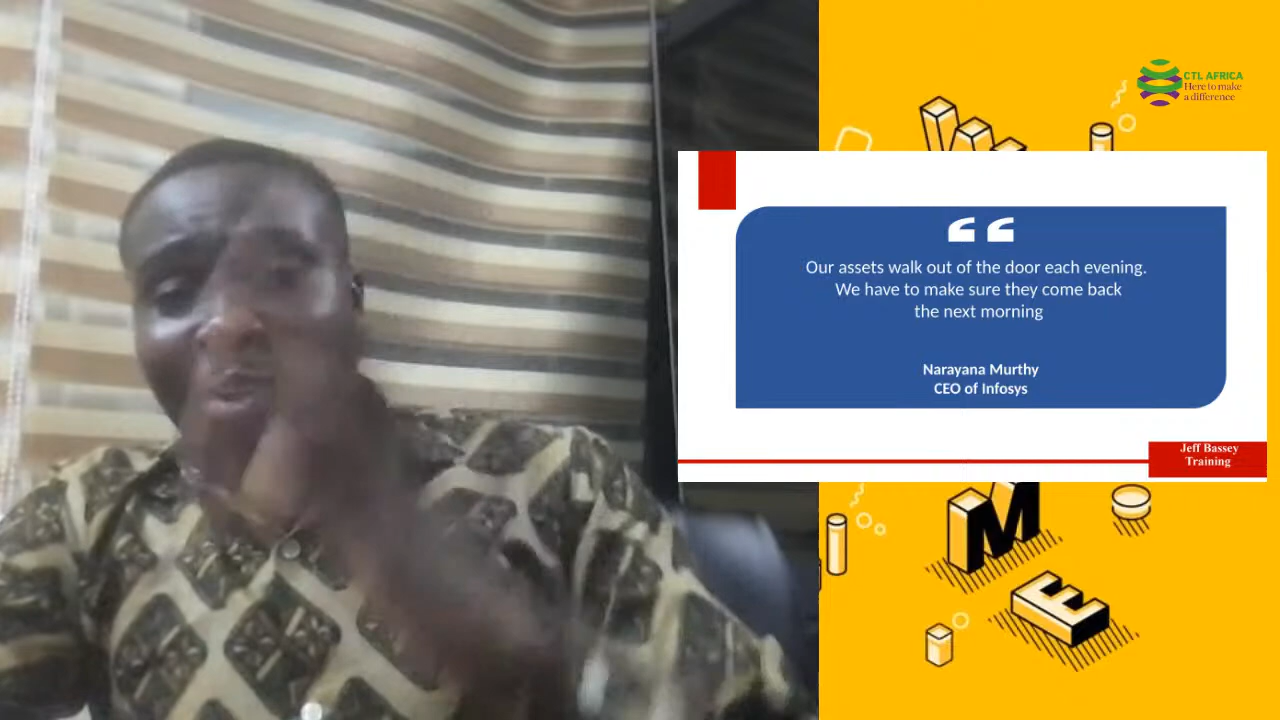 CTL AFRICA
Here to make
a difference
Our assets walk out of the door each evening.
We have to make sure they come back
the next morning
Narayana Murthy
CEO of Infosys
Jeff Bassey
Training
M
E